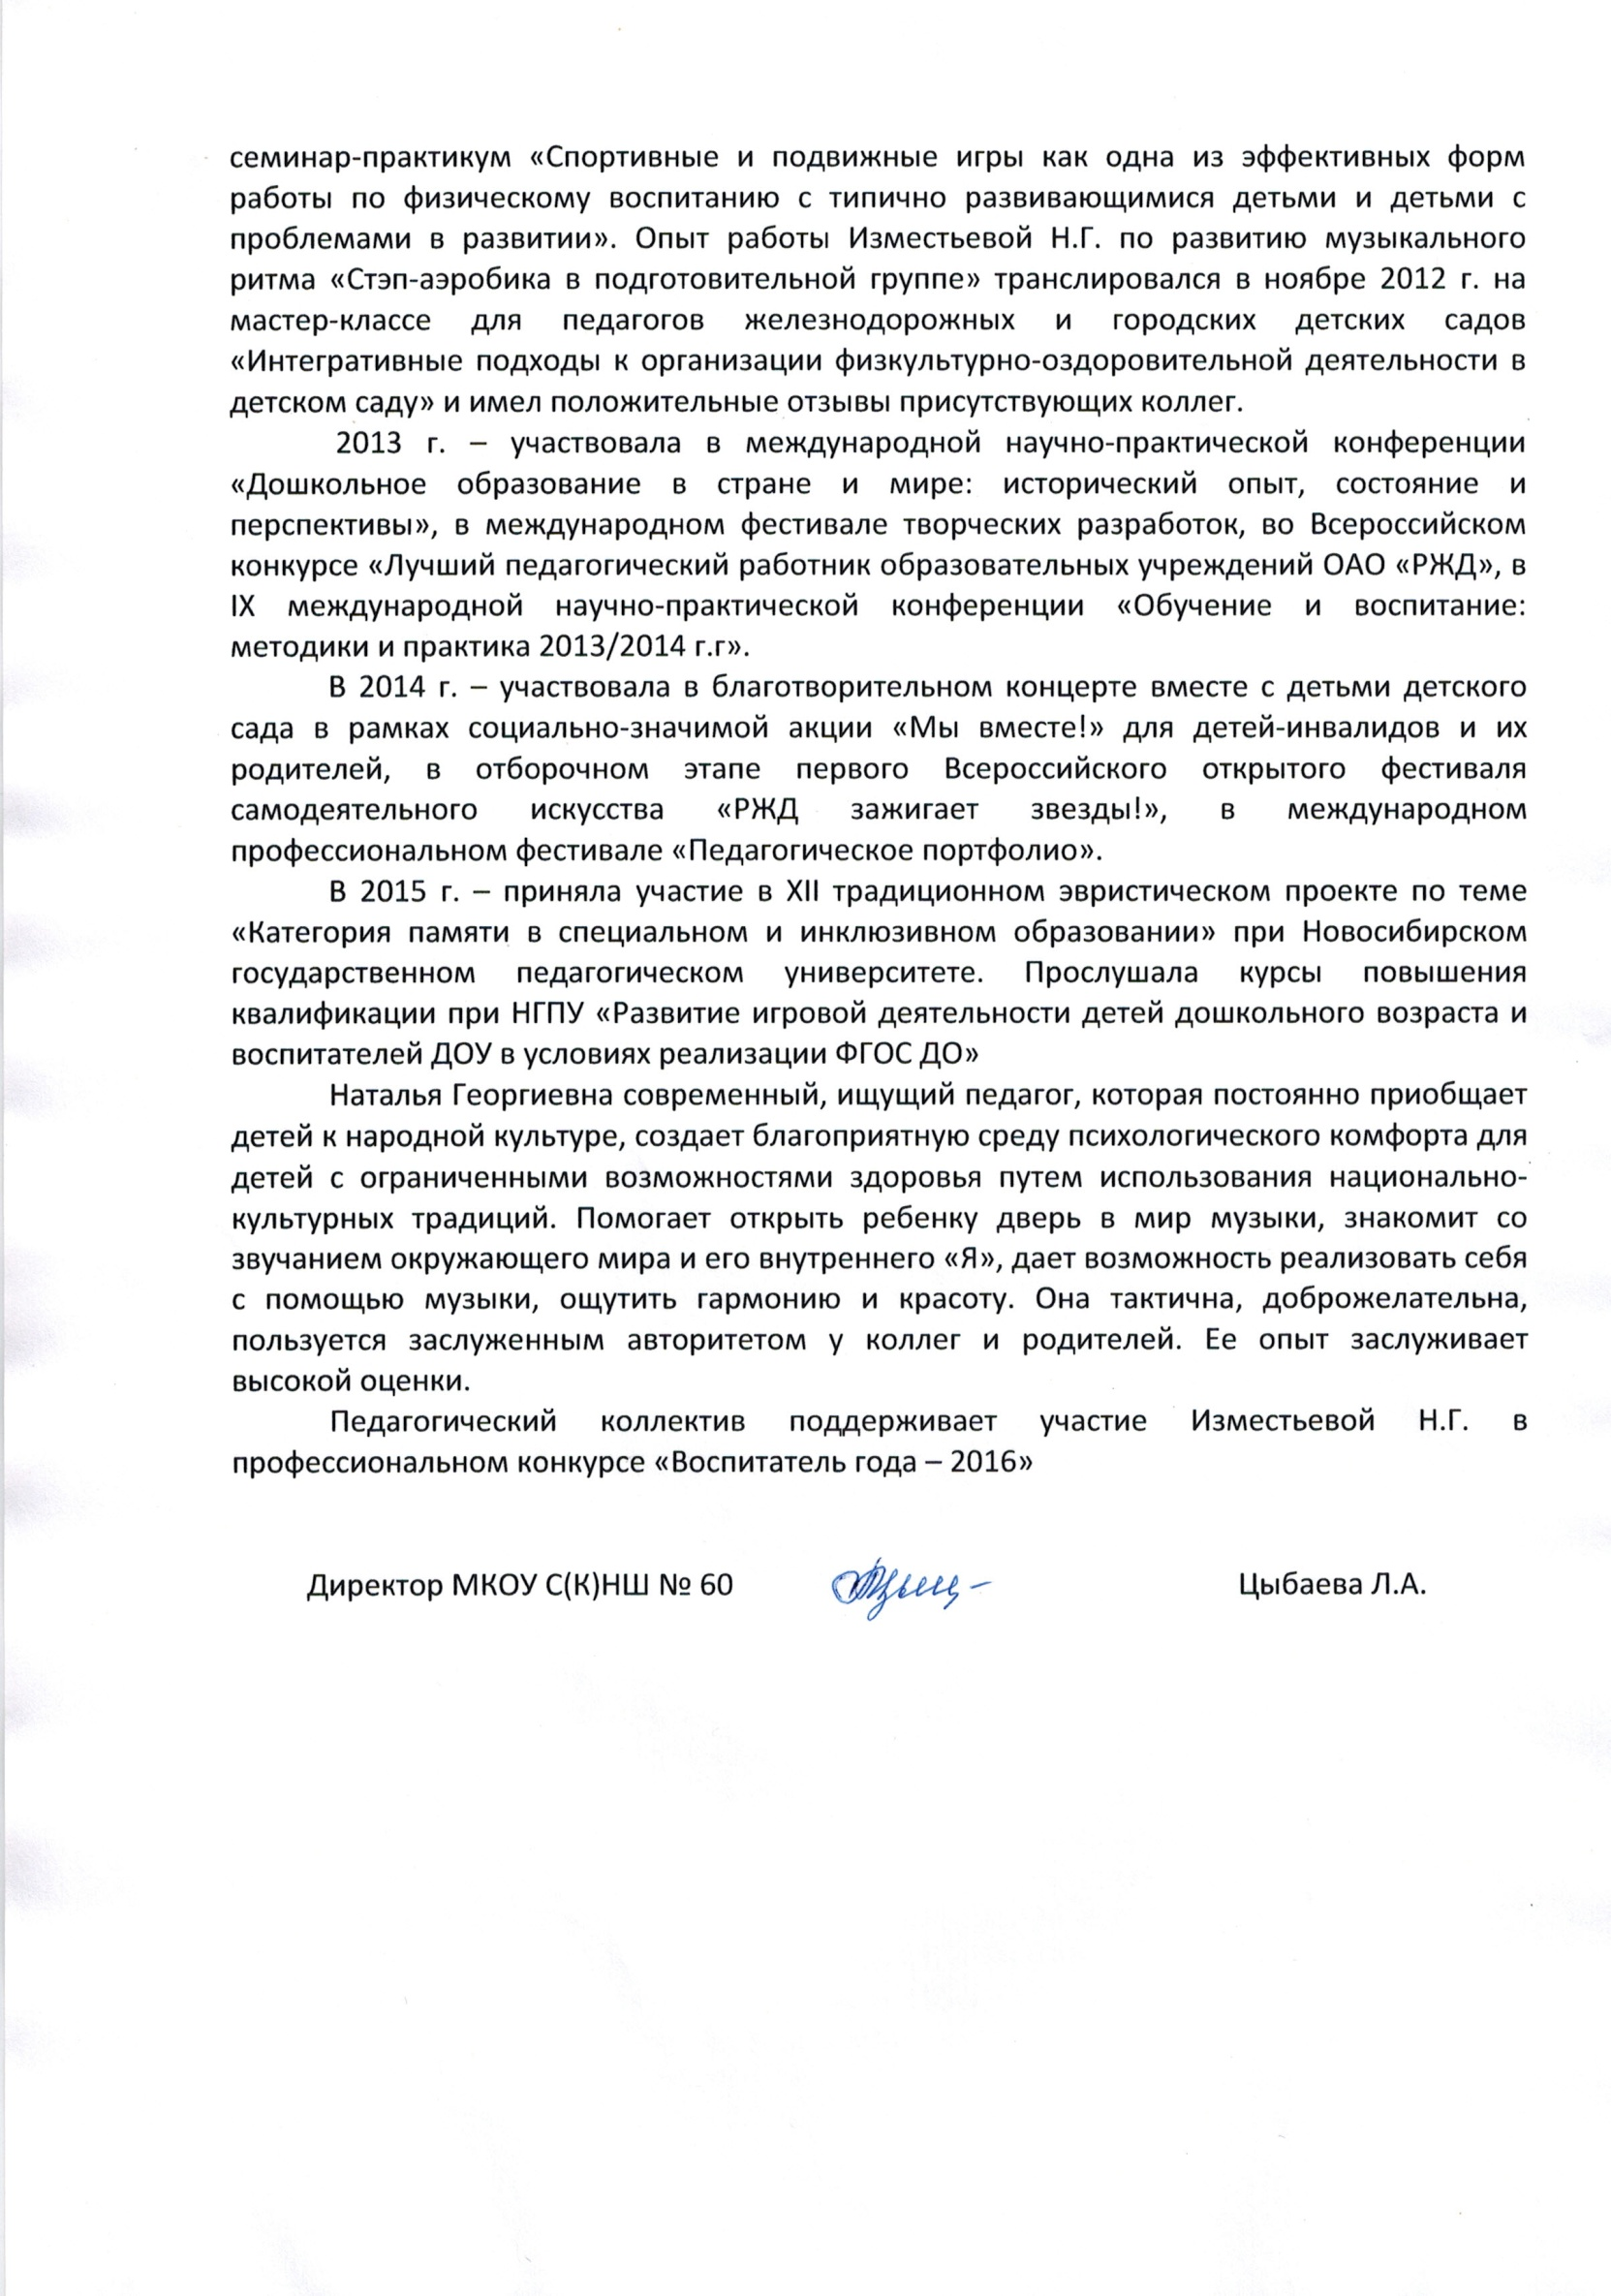 семинар-практикум «Спортивные и подвижные игры как одна из эффективных форм
работы по физическому воспитанию с типично развивающимися детьми и детьми с
проблемами в развитии». Опыт работы Изместьевой Н.Г. по развитию музыкального
ритма «Стэп-аэробика в подготовительной группе» транслировался в ноябре 2012 г. на
мастер-классе для педагогов железнодорожных и городских детских садов
«Интегративные подходы к организации физкультурно-оздоровительной деятельности в
детском саду» и имел положительные отзывы присутствующих коллег.
2013 г. – участвовала в международной научно-практической конференции
«Дошкольное образование в стране и мире: исторический опыт, состояние и
перспективы», в международном фестивале творческих разработок, во Всероссийском
конкурсе «Лучший педагогический работник образовательных учреждений ОАО «РЖД», в
IX международной научно-практической конференции «Обучение и воспитание:
методики и практика 2013/2014 г.г».
В 2014 г. – участвовала в благотворительном концерте вместе с детьми детского
сада в рамках социально-значимой акции «Мы вместе!» для детей-инвалидов и их
родителей, в отборочном этапе первого Всероссийского открытого фестиваля
самодеятельного искусства «РЖД зажигает звезды!», в международном
профессиональном фестивале «Педагогическое портфолио».
В 2015 г. – приняла участие в XII традиционном эвристическом проекте по теме
«Категория памяти в специальном и инклюзивном образовании» при Новосибирском
государственном педагогическом университете. Прослушала курсы повышения
квалификации при НГПУ «Развитие игровой деятельности детей дошкольного возраста и
воспитателей ДОУ в условиях реализации ФГОС ДО»
Наталья Георгиевна современный, ищущий педагог, которая постоянно приобщает
детей к народной культуре, создает благоприятную среду психологического комфорта для
детей с ограниченными возможностями здоровья путем использования национально-
культурных традиций. Помогает открыть ребенку дверь в мир музыки, знакомит со
звучанием окружающего мира и его внутреннего «Я», дает возможность реализовать себя
с помощью музыки, ощутить гармонию и красоту. Она тактична, доброжелательна,
пользуется заслуженным авторитетом у коллег и родителей. Ее опыт заслуживает
высокой оценки.
Педагогический коллектив поддерживает участие Изместьевой Н.Г. в
профессиональном конкурсе «Воспитатель года – 2016»
Директор МКОУ С(К)НШ № 60 Цыбаева Л.А.